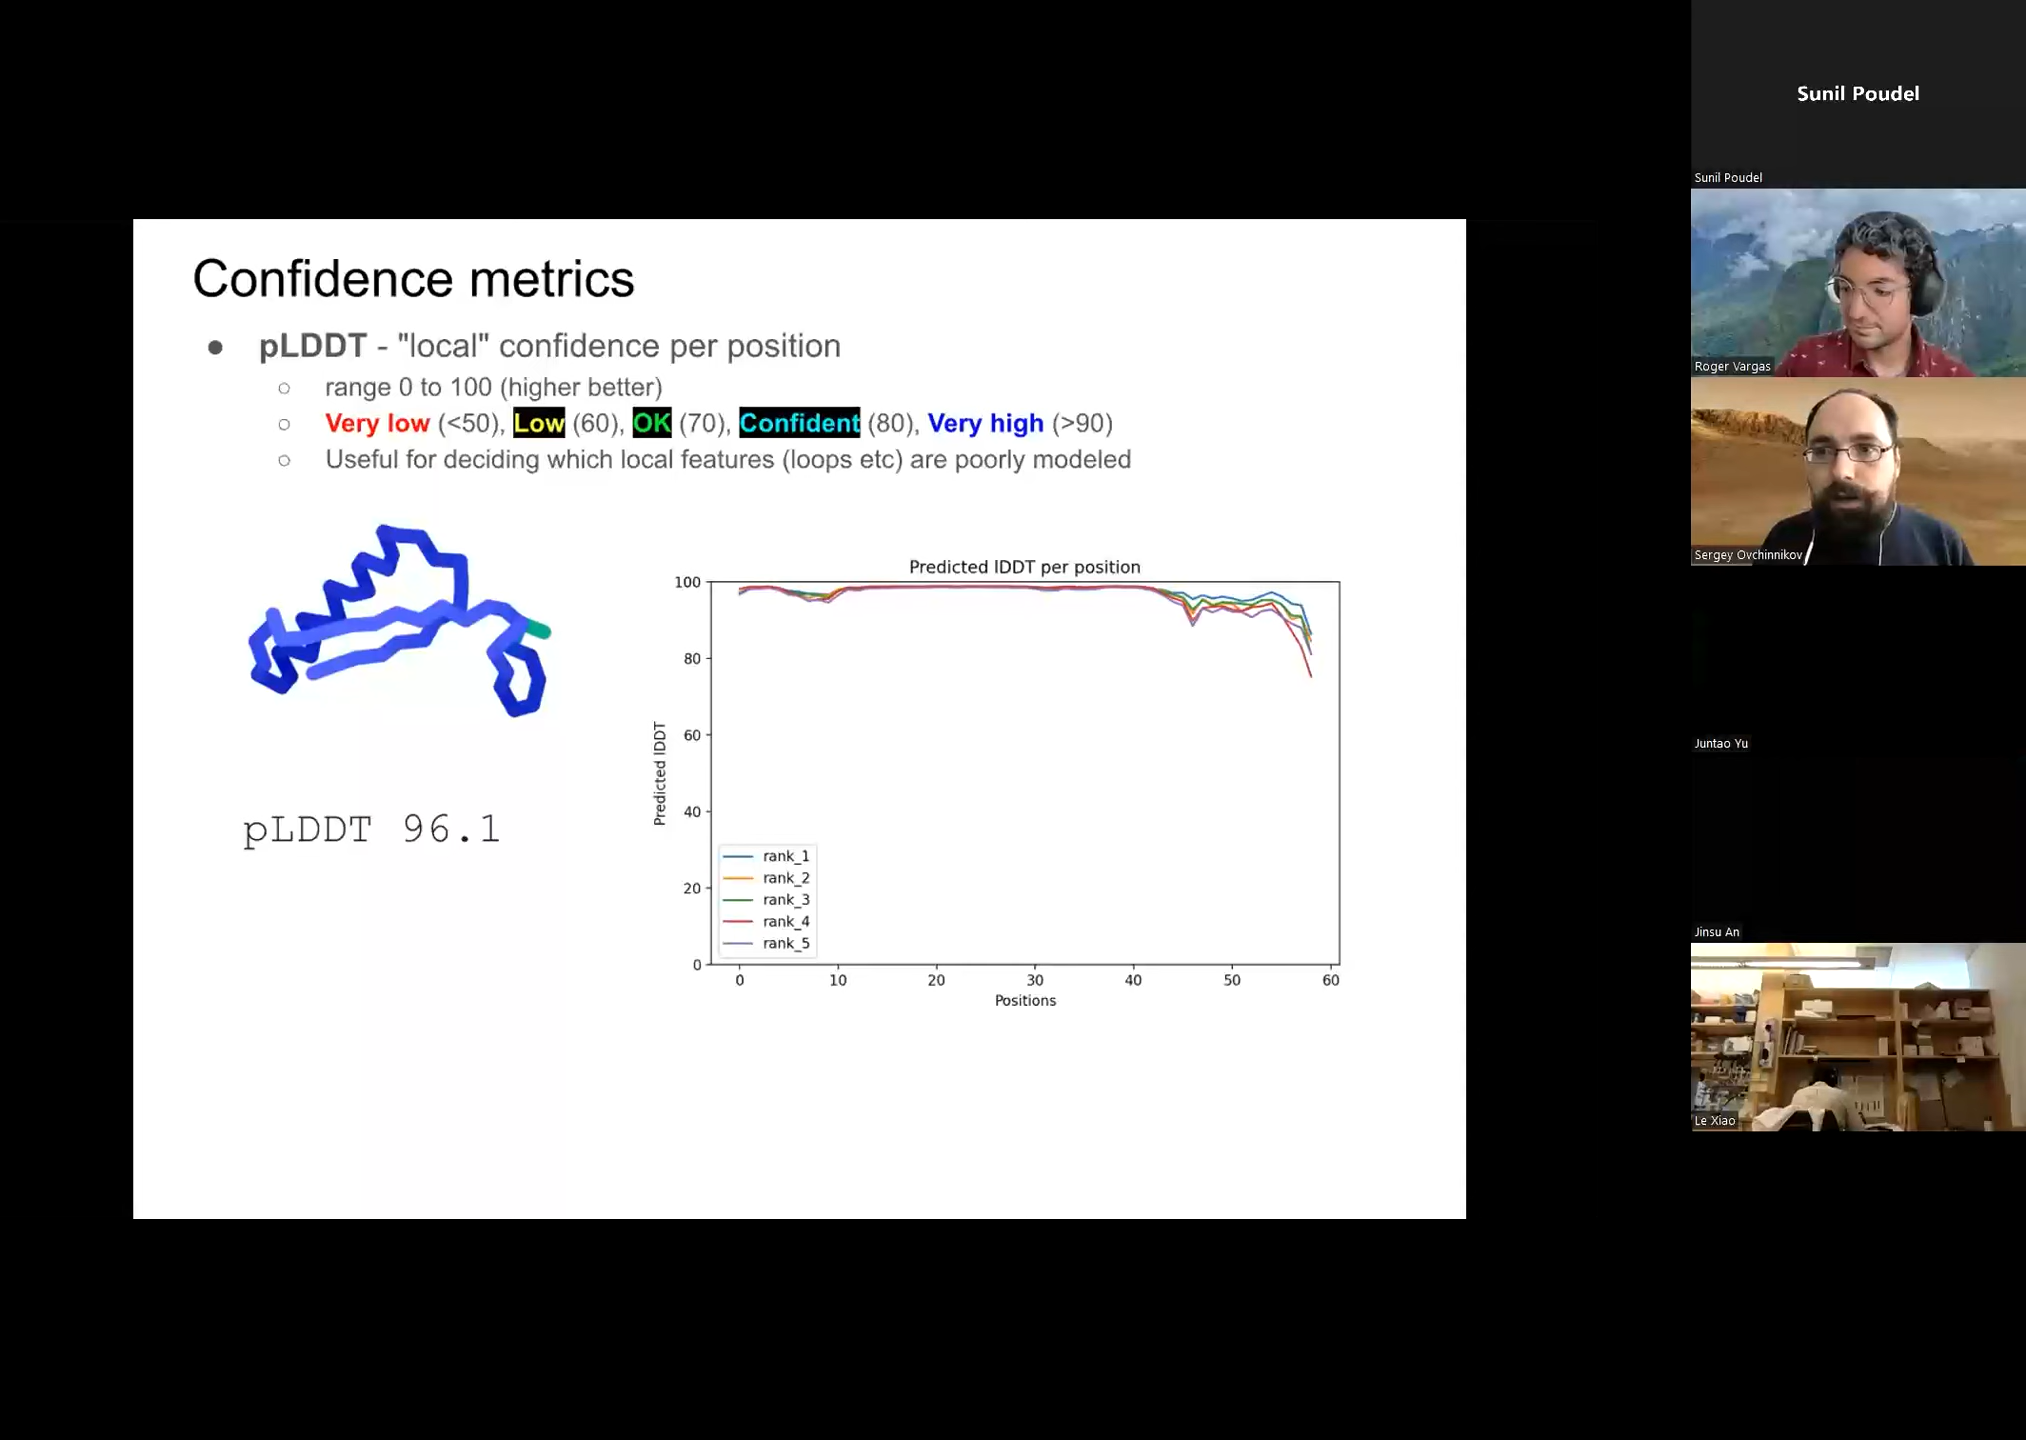 Confidence metrics
● pLDDT - "local" confidence per position
○ range 0 to 100 (higher better)
○ Very low (<50), Low (60), OK (70), Confident (80), Very high (>90)
○ Useful for deciding which local features (loops etc) are poorly modeled
pLDDT 96.1
Predicted lDDT per position
Predicted lDDT
100
80
60
40
20
0
rank_1
rank_2
rank_3
rank_4
rank_5
0 10 20 30 40 50 60
Positions
Sunil Poudel
Sunil Poudel
Roger Vargas
Sergey Ovchinnikov
Juntao Yu
Jinsu An
Le Xiao